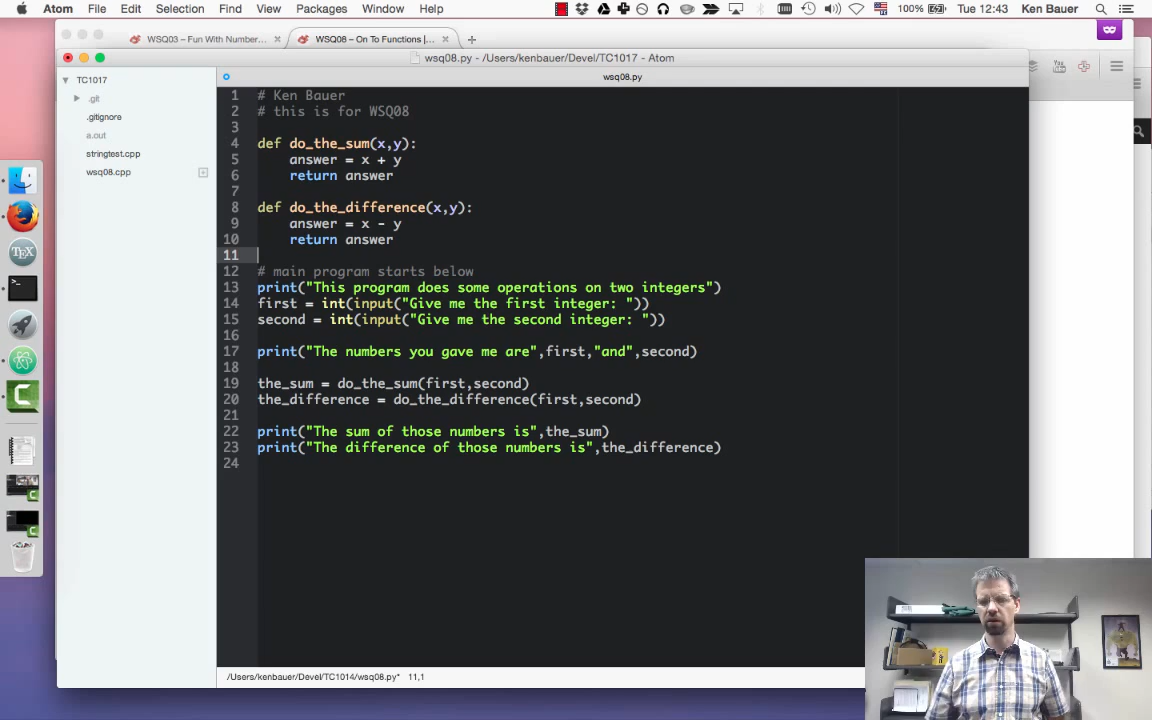 Atom File Edit Selection Find View Packages Window Help 100% Tue 12:43 Ken Bauer
WSQ03 – Fun With Number... WSQ08 – On To Functions |...
wsq08.py - /Users/kenbauer/Devel/TC1017 - Atom
TC1017
.git
.gitignore
a.out
stringtest.cpp
wsq08.cpp
wsq08.py
1 # Ken Bauer
2 # this is for WSQ08
3
4 def do_the_sum(x,y):
5     answer = x + y
6     return answer
7
8 def do_the_difference(x,y):
9     answer = x - y
10     return answer
11
12 # main program starts below
13 print("This program does some operations on two integers")
14 first = int(input("Give me the first integer: "))
15 second = int(input("Give me the second integer: "))
16
17 print("The numbers you gave me are",first,"and",second)
18
19 the_sum = do_the_sum(first,second)
20 the_difference = do_the_difference(first,second)
21
22 print("The sum of those numbers is",the_sum)
23 print("The difference of those numbers is",the_difference)
24
/Users/kenbauer/Devel/TC1014/wsq08.py* 11,1